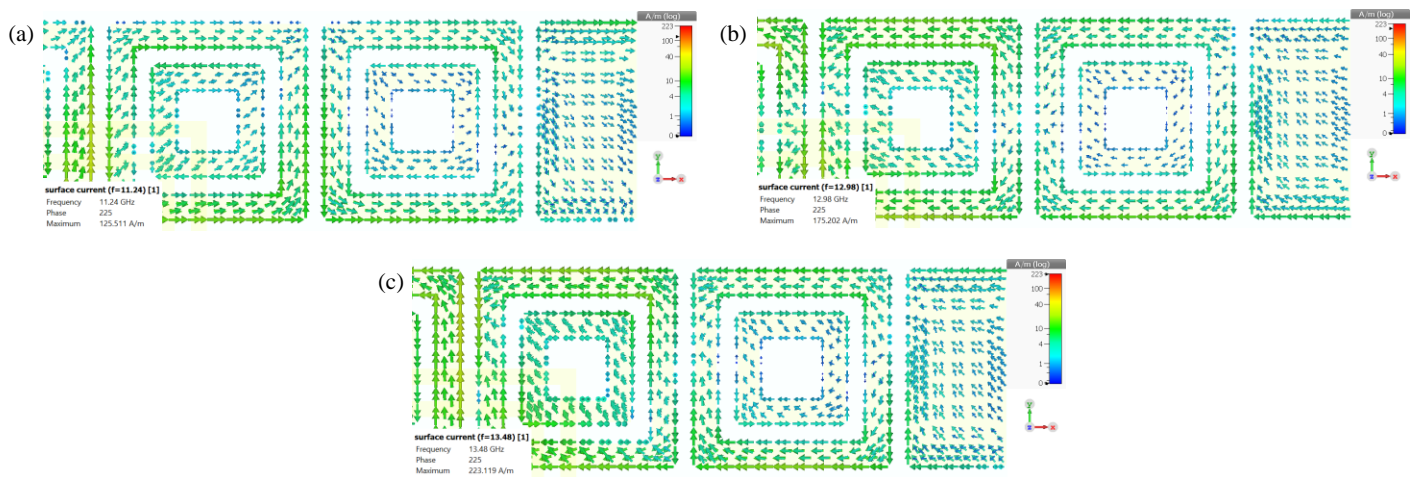 (a)
A/m (log)
223
100
40
10
4
1
0
surface current (f=11.24) [1]
Frequency 11.24 GHz
Phase 225
Maximum 125.511 A/m
y
z
x
(b)
A/m (log)
223
100
40
10
4
1
0
surface current (f=12.98) [1]
Frequency 12.98 GHz
Phase 225
Maximum 175.202 A/m
y
z
x
(c)
A/m (log)
223
100
40
10
4
1
0
surface current (f=13.48) [1]
Frequency 13.48 GHz
Phase 225
Maximum 223.119 A/m
y
z
x